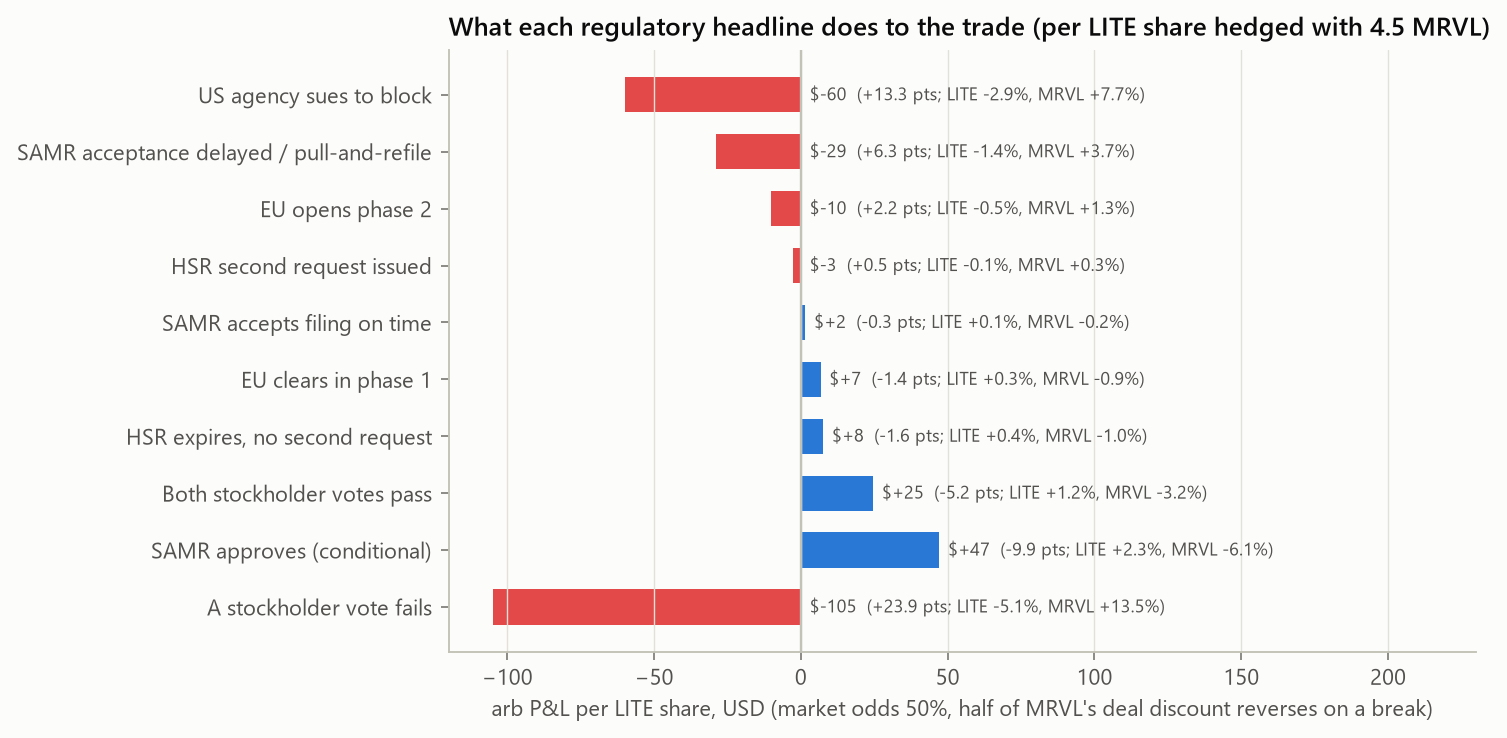 What each regulatory headline does to the trade (per LITE share hedged with 4.5 MRVL)
US agency sues to block
$-60 (+13.3 pts; LITE -2.9%, MRVL +7.7%)
SAMR acceptance delayed / pull-and-refile
$-29 (+6.3 pts; LITE -1.4%, MRVL +3.7%)
EU opens phase 2
$-10 (+2.2 pts; LITE -0.5%, MRVL +1.3%)
HSR second request issued
$-3 (+0.5 pts; LITE -0.1%, MRVL +0.3%)
SAMR accepts filing on time
$+2 (-0.3 pts; LITE +0.1%, MRVL -0.2%)
EU clears in phase 1
$+7 (-1.4 pts; LITE +0.3%, MRVL -0.9%)
HSR expires, no second request
$+8 (-1.6 pts; LITE +0.4%, MRVL -1.0%)
Both stockholder votes pass
$+25 (-5.2 pts; LITE +1.2%, MRVL -3.2%)
SAMR approves (conditional)
$+47 (-9.9 pts; LITE +2.3%, MRVL -6.1%)
A stockholder vote fails
$-105 (+23.9 pts; LITE -5.1%, MRVL +13.5%)
−100 −50 0 50 100 150 200
arb P&L per LITE share, USD (market odds 50%, half of MRVL's deal discount reverses on a break)